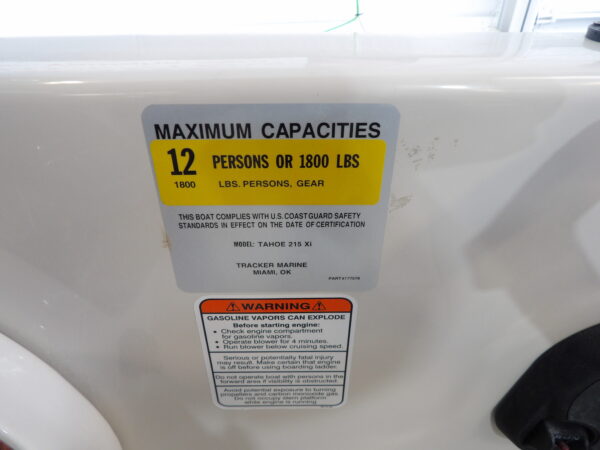 MAXIMUM CAPACITIES
12 PERSONS OR 1800 LBS
1800 LBS. PERSONS, GEAR
THIS BOAT COMPLIES WITH U.S. COAST GUARD SAFETY
STANDARDS IN EFFECT ON THE DATE OF CERTIFICATION
MODEL: TAHOE 215 Xi
TRACKER MARINE
MIAMI, OK
WARNING
GASOLINE VAPORS CAN EXPLODE
Before starting engine:
• Check engine compartment
for gasoline vapors.
• Operate blower for 4 minutes.
• Run blower below cruising speed.
Serious or potentially fatal injury
may result. Make certain that engine
is off before using boarding ladder.
Do not operate boat with persons in the
forward area if visibility is obstructed.
Avoid potential exposure to turning
propellers and carbon monoxide gas.
Do not occupy stern platform
while engine is running.